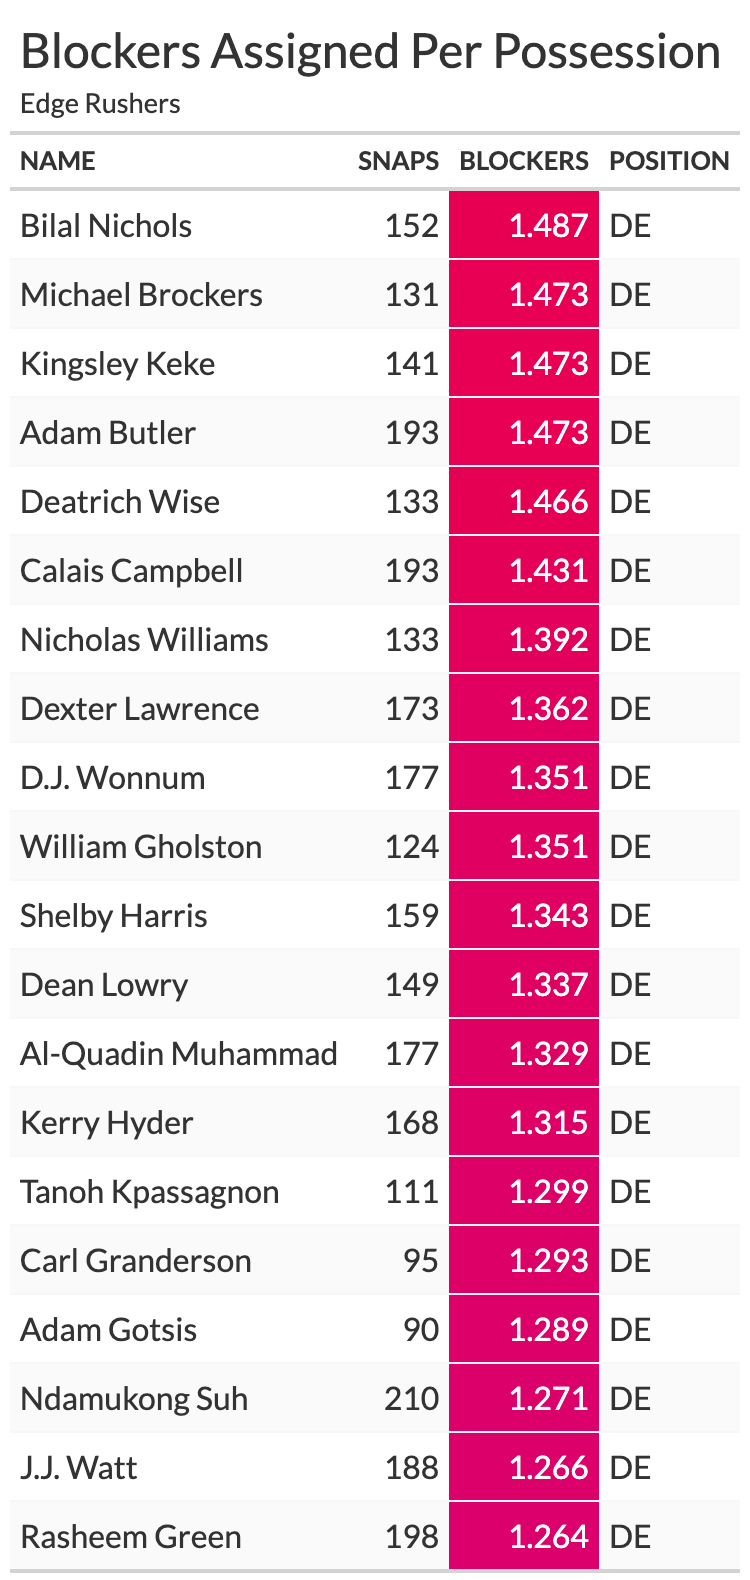 Blockers Assigned Per Possession
Edge Rushers
NAME SNAPS BLOCKERS POSITION
Bilal Nichols 152 1.487 DE
Michael Brockers 131 1.473 DE
Kingsley Keke 141 1.473 DE
Adam Butler 193 1.473 DE
Deatrich Wise 133 1.466 DE
Calais Campbell 193 1.431 DE
Nicholas Williams 133 1.392 DE
Dexter Lawrence 173 1.362 DE
D.J. Wonnum 177 1.351 DE
William Gholston 124 1.351 DE
Shelby Harris 159 1.343 DE
Dean Lowry 149 1.337 DE
Al-Quadin Muhammad 177 1.329 DE
Kerry Hyder 168 1.315 DE
Tanoh Kpassagnon 111 1.299 DE
Carl Granderson 95 1.293 DE
Adam Gotsis 90 1.289 DE
Ndamukong Suh 210 1.271 DE
J.J. Watt 188 1.266 DE
Rasheem Green 198 1.264 DE